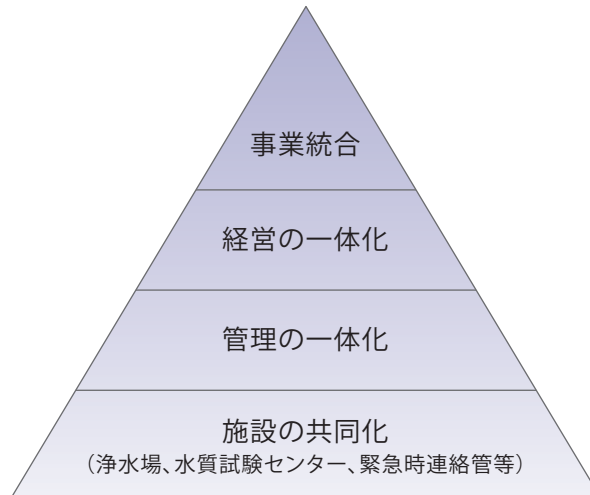 事業統合
経営の一体化
管理の一体化
施設の共同化
（浄水場、水質試験センター、緊急時連絡管等）